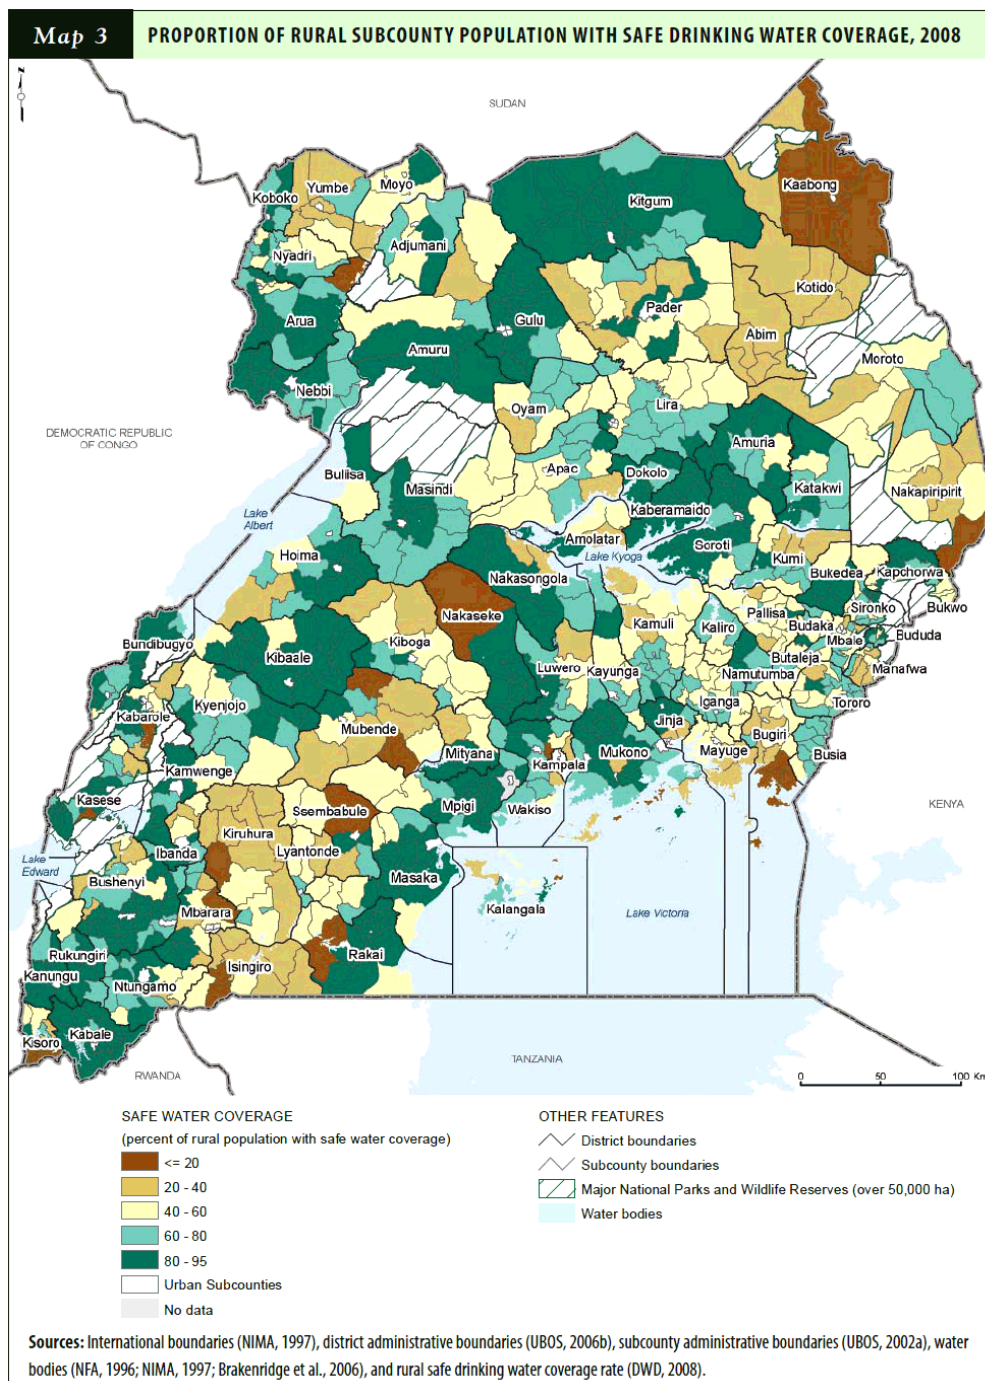 Map 3
PROPORTION OF RURAL SUBCOUNTY POPULATION WITH SAFE DRINKING WATER COVERAGE, 2008
N
SUDAN
Kaabong
Moyo
Yumbe
Koboko
Kitgum
Adjumani
Nyadri
Kotido
Pader
Arua
Gulu
Abim
Amuru
Moroto
Nebbi
Oyam
Lira
DEMOCRATIC REPUBLIC
OF CONGO
Amuria
Apac
Dokolo
Buliisa
Masindi
Katakwi
Nakapiripirit
Kaberamaido
Lake
Albert
Amolatar
Soroti
Hoima
Lake Kyoga
Kumi
Nakasongola
Bukedea
Kapchorwa
Sironko
Bukwo
Nakaseke
Pallisa
Kamuli
Kaliro
Budaka
Mbale
Bududa
Bundibugyo
Kiboga
Kibaale
Butaleja
Manafwa
Luwero
Kayunga
Namutumba
Kyenjojo
Iganga
Tororo
Kabarole
Jinja
Mubende
Bugiri
Mityana
Mukono
Mayuge
Busia
Kampala
Kamwenge
Kasese
Mpigi
Wakiso
KENYA
Ssembabule
Kiruhura
Ibanda
Lyantonde
Lake
Edward
Masaka
Bushenyi
Mbarara
Kalangala
Lake Victoria
Rukungiri
Rakai
Isingiro
Kanungu
Ntungamo
Kabale
Kisoro
TANZANIA
RWANDA
0 50 100 Km
SAFE WATER COVERAGE
(percent of rural population with safe water coverage)
<= 20
20 - 40
40 - 60
60 - 80
80 - 95
Urban Subcounties
No data
OTHER FEATURES
District boundaries
Subcounty boundaries
Major National Parks and Wildlife Reserves (over 50,000 ha)
Water bodies
Sources: International boundaries (NIMA, 1997), district administrative boundaries (UBOS, 2006b), subcounty administrative boundaries (UBOS, 2002a), water
bodies (NFA, 1996; NIMA, 1997; Brakenridge et al., 2006), and rural safe drinking water coverage rate (DWD, 2008).